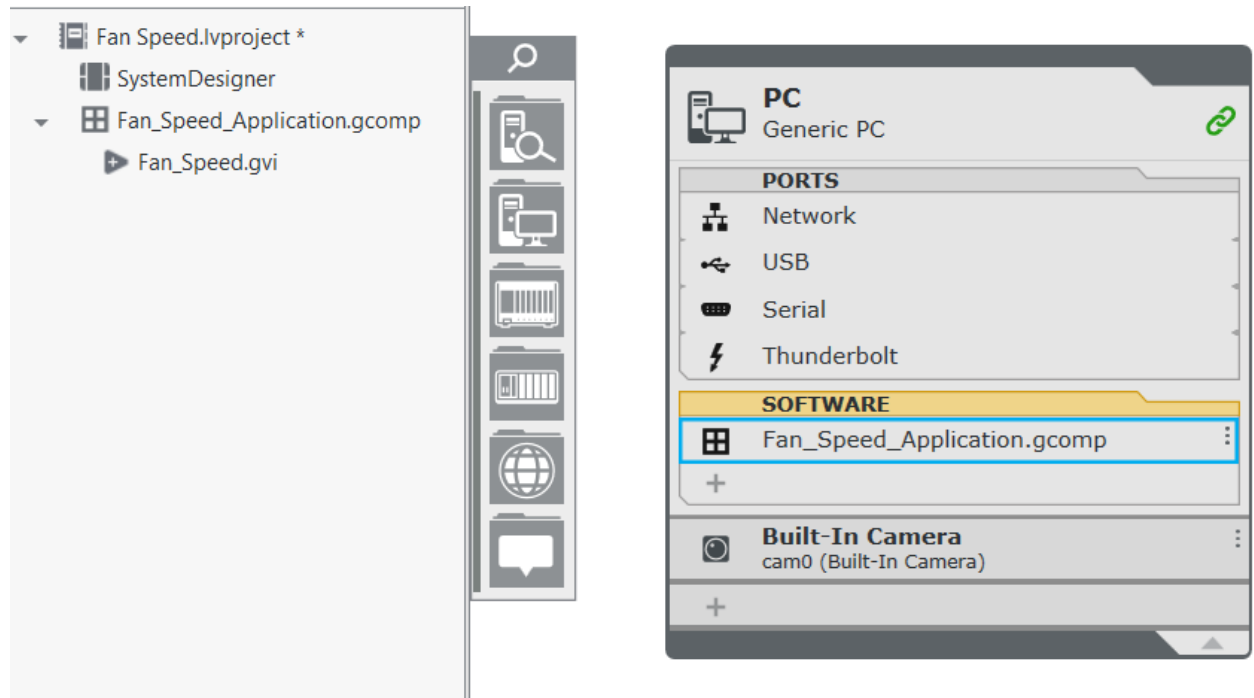 Fan Speed.lvproject *
SystemDesigner
Fan_Speed_Application.gcomp
Fan_Speed.gvi
PC
Generic PC
PORTS
Network
USB
Serial
Thunderbolt
SOFTWARE
Fan_Speed_Application.gcomp
Built-In Camera
cam0 (Built-In Camera)